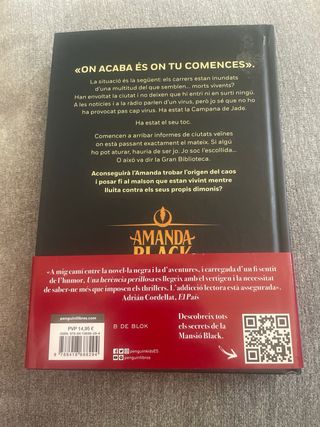 «ON ACABA ÉS ON TU COMENCES».
La situació és la següent: els carrers estan inundats
d'una multitud del que semblen... morts vivents?
Han envoltat la ciutat i no deixen que hi entri ni en surti ningú.
A les notícies i a la ràdio parlen d'un virus, però jo sé que no ho
ha provocat pas cap virus. Ha estat la Campana de Jade.
Ha estat el seu toc.
Comencen a arribar informes de ciutats veïnes
on està passant exactament el mateix. Si algú
ho pot aturar, hauria de ser jo. Jo soc l'escollida...
O això va dir la Gran Biblioteca.
Aconseguirà l'Amanda trobar l'origen del caos
i posar fi al malson que estan vivint mentre
lluita contra els seus propis dimonis?
AMANDA
BLACK
«A mig camí entre la novel·la negra i la d'aventures, i carregada d'un fi sentit
de l'humor, Una herència perillosa es llegeix amb el vertigen i la necessitat
de saber-ne més que imposen els thrillers. L'addicció lectora està assegurada».
Adrián Cordellat, El País
PVP 14,95 €
penguinlibros.com
B DE BLOK
penguinkidsES
penguinlibros
Descobreix tots
els secrets de la
Mansió Black.